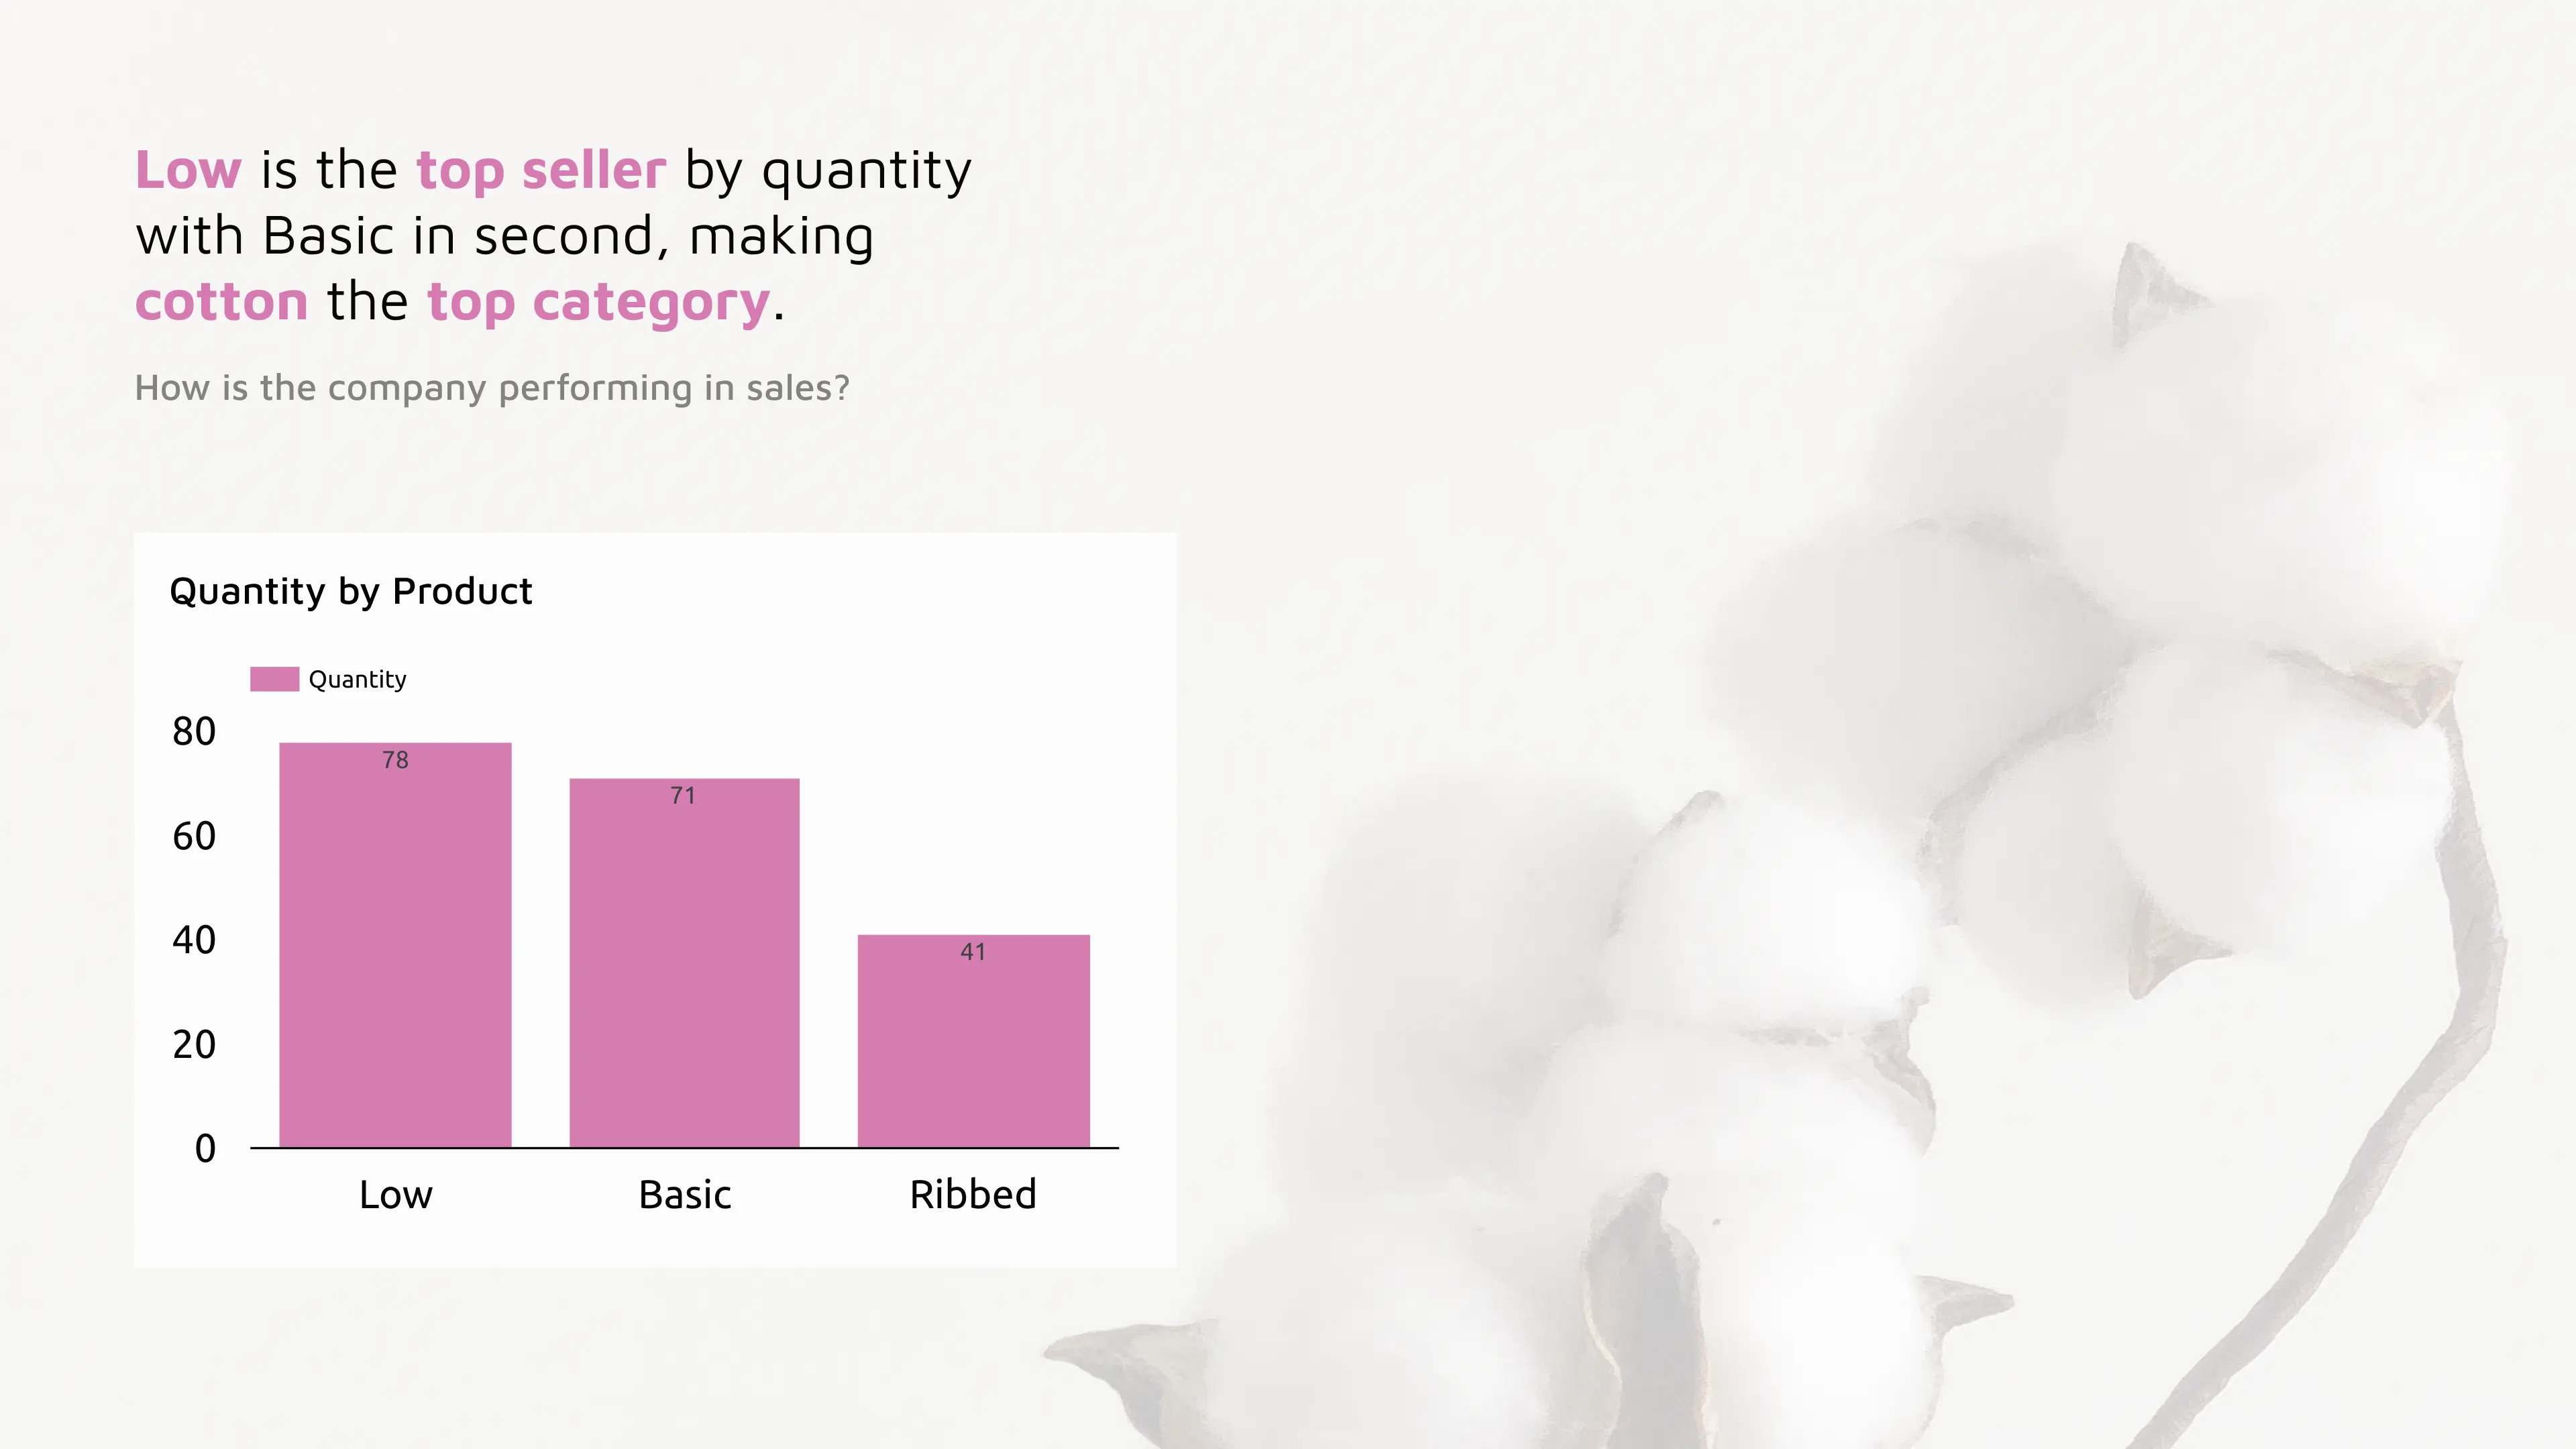 Low is the top seller by quantity
with Basic in second, making
cotton the top category.
How is the company performing in sales?
Quantity by Product
Quantity
80
60
40
20
0
78
71
41
Low
Basic
Ribbed